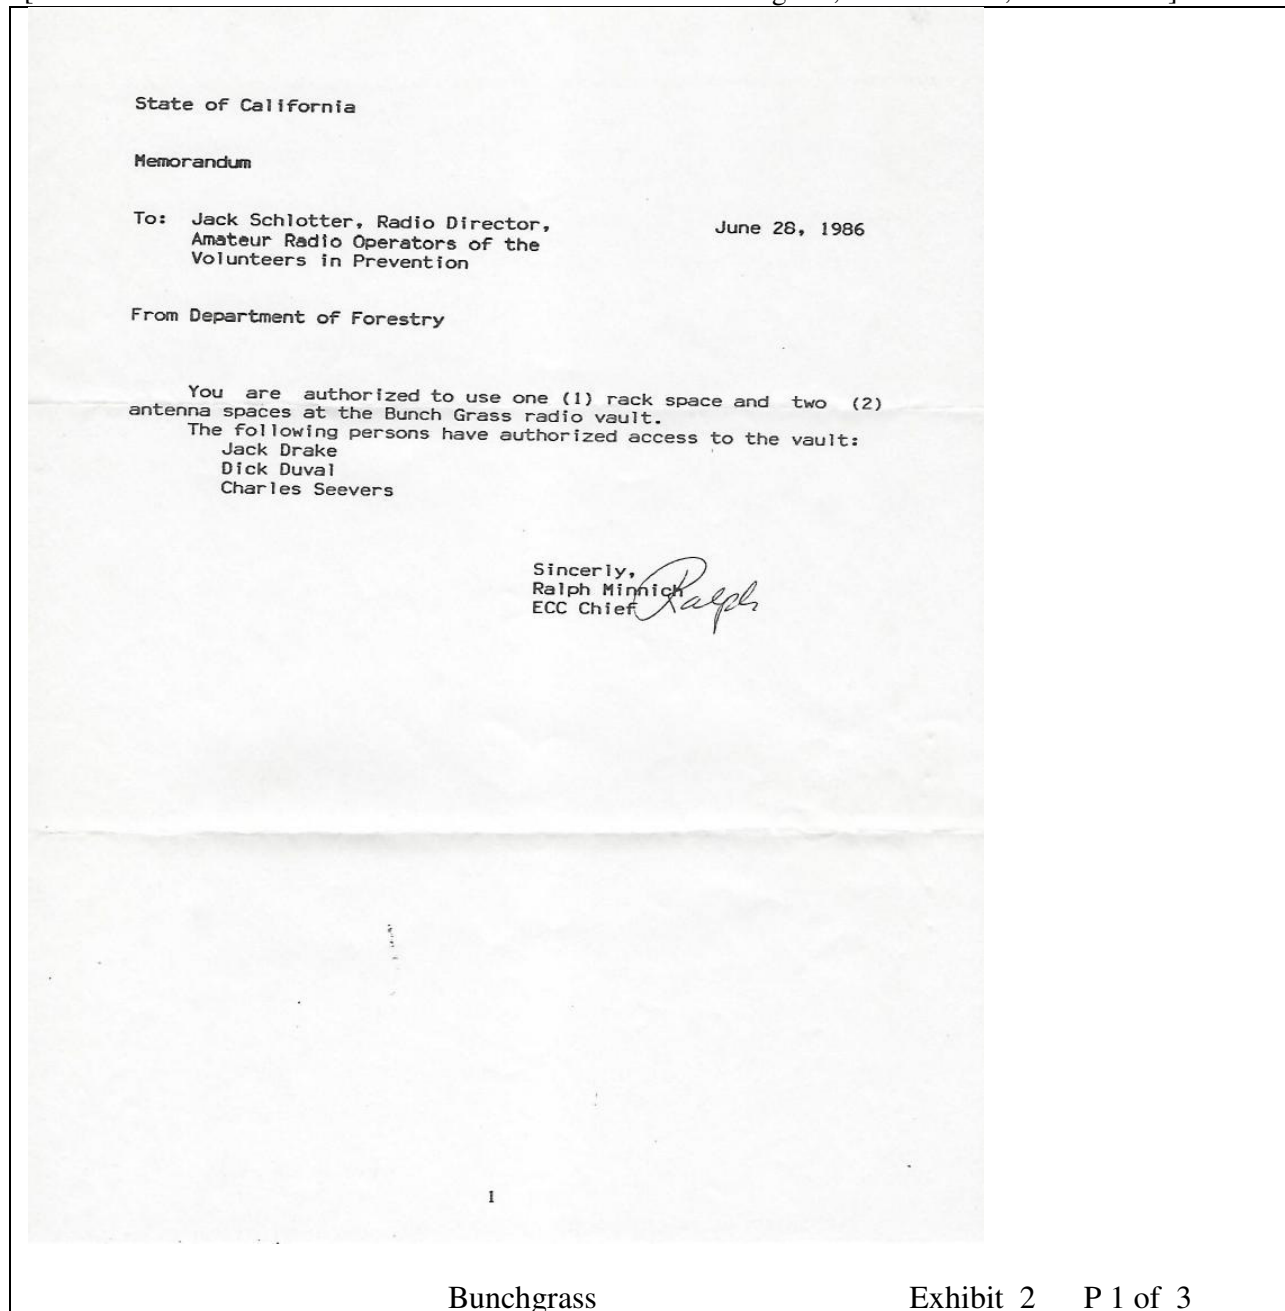 State of California
Memorandum
To: Jack Schlotter, Radio Director, June 28, 1986
Amateur Radio Operators of the
Volunteers in Prevention
From Department of Forestry
You are authorized to use one (1) rack space and two (2)
antenna spaces at the Bunch Grass radio vault.
The following persons have authorized access to the vault:
Jack Drake
Dick Duval
Charles Seevers
Sincerly,
Ralph Minnich
ECC Chief Ralph
1
Bunchgrass Exhibit 2 P 1 of 3